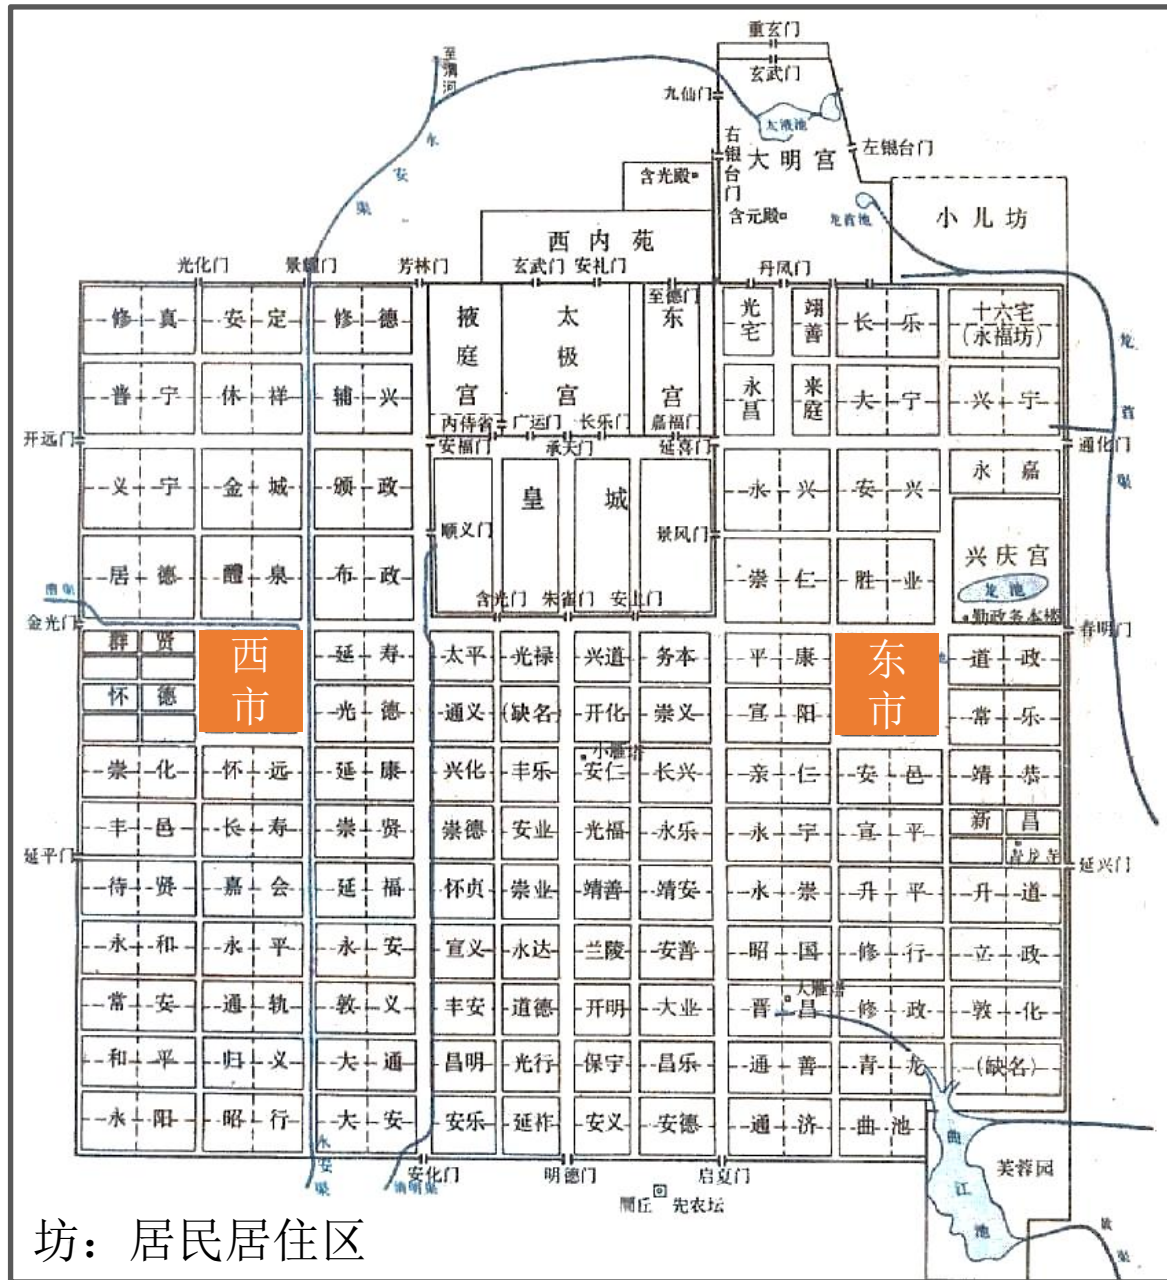 重玄门
玄武门
至渭河
九仙门
太液池
右银台门
大明宫
左银台门
永安渠
含光殿
含元殿
龙首池
小儿坊
西内苑
光化门 景耀门 芳林门 玄武门 安礼门 丹凤门
至德门
修真 安定 修德 掖庭宫 太极宫 东宫 光宅 翊善 长乐 十六宅
(永福坊)
龙首渠
普宁 休祥 辅兴 永昌 来庭 大宁 兴宁
内侍省 广运门 长乐门 嘉福门
开远门 安福门 承天门 延喜门 通化门
义宁 金城 颁政 皇城 永兴 安兴 永嘉
顺义门 景风门
兴庆宫
居德 醴泉 布政 崇仁 胜业 龙池
含光门 朱雀门 安上门 勤政务本楼
金光门 春明门
群贤 西市 延寿 太平 光禄 兴道 务本 平康 东市 道政
怀德 光德 通义 (缺名) 开化 崇义 宣阳 常乐
小雁塔
崇化 怀远 延康 兴化 丰乐 安仁 长兴 亲仁 安邑 靖恭
丰邑 长寿 崇贤 崇德 安业 光福 永乐 永宁 宣平 新昌
延平门 青龙寺 延兴门
待贤 嘉会 延福 怀贞 崇业 靖善 靖安 永崇 升平 升道
永和 永平 永安 宣义 永达 兰陵 安善 昭国 修行 立政
大雁塔
常安 通轨 敦义 丰安 道德 开明 大业 晋昌 修政 敦化
和平 归义 大通 昌明 光行 保宁 昌乐 通善 青龙 (缺名)
永阳 昭行 大安 安乐 延祚 安义 安德 通济 曲池
曲江池
芙蓉园
永安渠 清明渠 安化门 明德门 启夏门
圜丘 先农坛
坊：居民居住区